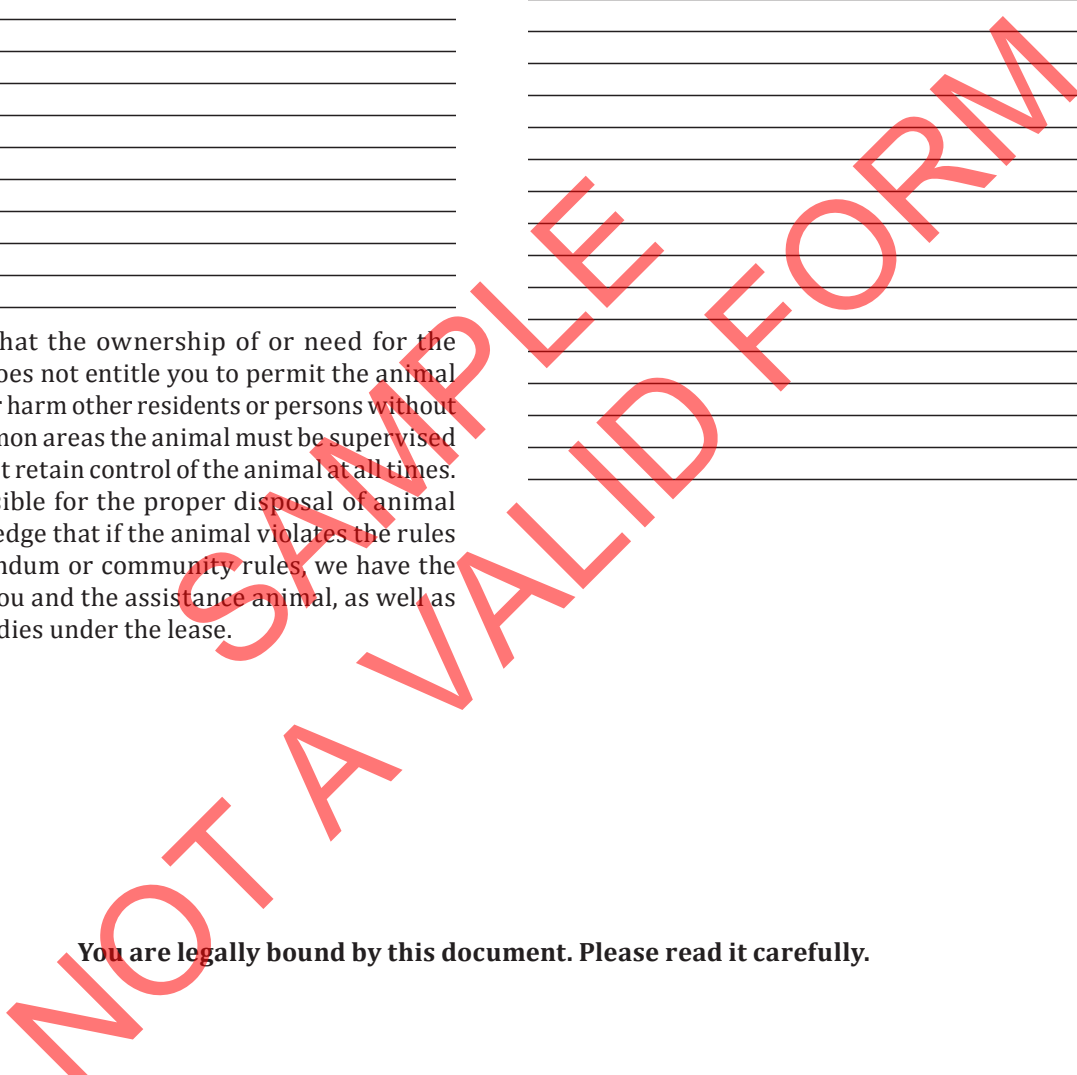 hat the ownership of or need for the
oes not entitle you to permit the animal
r harm other residents or persons without
mon areas the animal must be supervised
t retain control of the animal at all times.
sible for the proper disposal of animal
edge that if the animal violates the rules
ndum or community rules, we have the
ou and the assistance animal, as well as
dies under the lease.
You are legally bound by this document. Please read it carefully.
SAMPLE
NOT A VALID FORM